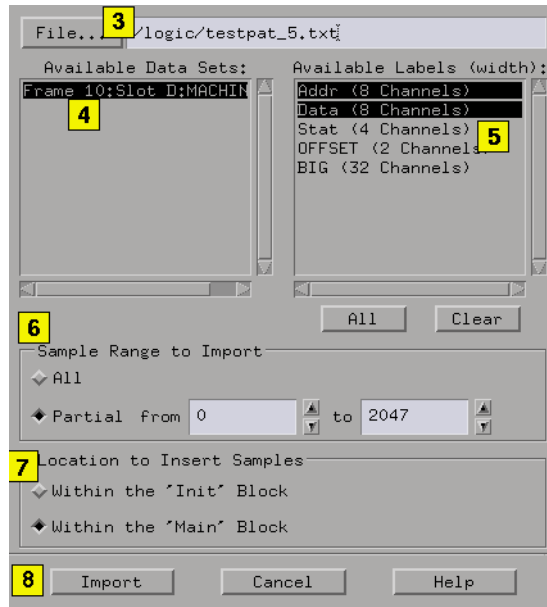 3
File... /logic/testpat_5.txt
Available Data Sets:
Frame 10:Slot D:MACHIN
4
Available Labels (width):
Addr (8 Channels)
Data (8 Channels)
Stat (4 Channels)
OFFSET (2 Channels)
BIG (32 Channels)
5
All Clear
6
Sample Range to Import
All
Partial from 0 to 2047
7
Location to Insert Samples
Within the "Init" Block
Within the "Main" Block
8 Import Cancel Help